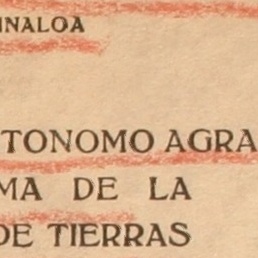 INALOA
TONOMO AGRA
MA DE LA
DE TIERRAS